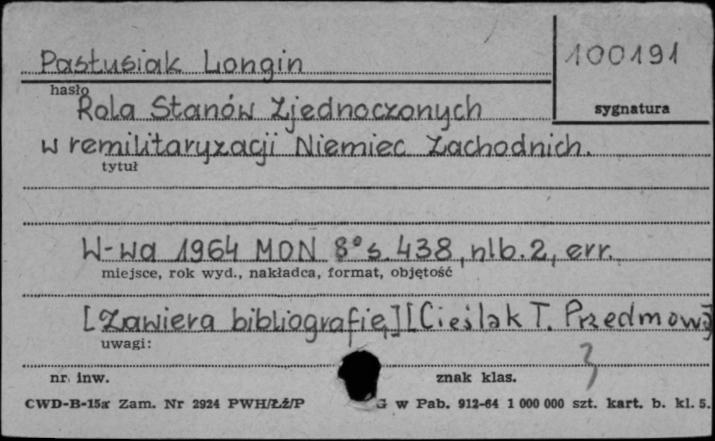 Pastusiak Longin
100191
hasło
sygnatura
Rola Stanów Zjednoczonych
w remilitaryzacji Niemiec Zachodnich.
tytuł
W-wa 1964 MON 8° s. 438, nlb. 2, err.
miejsce, rok wyd., nakładca, format, objętość
[Zawiera bibliografię,] [Cieślak T. Przedmowa]
uwagi:
3
nr inw.
znak klas.
CWD-B-15a Zam. Nr 2924 PWH/ŁŻ/P G w Pab. 912-64 1 000 000 szt. kart. b. kl. 5.